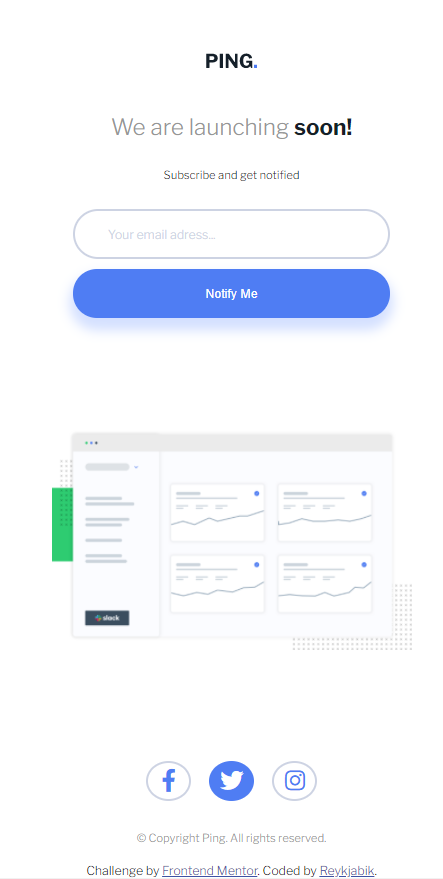 PING.
We are launching soon!
Subscribe and get notified
Your email adress...
Notify Me
slack
© Copyright Ping. All rights reserved.
Challenge by Frontend Mentor. Coded by Reykjabik.